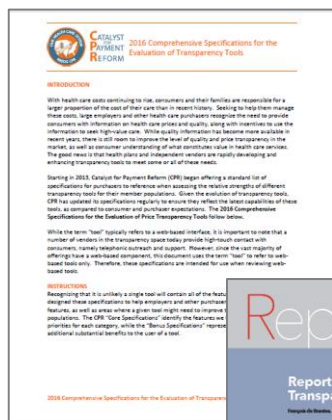 CATALYST
FOR
PAYMENT
REFORM
2016 Comprehensive Specifications for the
Evaluation of Transparency Tools
INTRODUCTION
With health care costs continuing to rise, consumers and their families are responsible for a
larger proportion of the cost of their care than in recent history. Seeking to help them manage
these costs, large employers and other health care purchasers recognize the need to provide
consumers with information on health care prices and quality, along with incentives to use the
information to seek high-value care. While quality information has become more available in
recent years, there is still room to improve the level of quality and price transparency in the
market, as well as consumer understanding of what constitutes value in health care services.
The good news is that health plans and independent vendors are rapidly developing and
enhancing transparency tools to meet some or all of these needs.
Starting in 2013, Catalyst for Payment Reform (CPR) began offering a standard list of
specifications for purchasers to reference when assessing the relative strengths of different
transparency tools for their member populations. Given the evolution of transparency tools,
CPR has updated its specifications regularly to ensure they reflect the latest capabilities of these
tools, as compared to consumer and purchaser expectations. The 2016 Comprehensive
Specifications for the Evaluation of Price Transparency Tools follow below.
While the term "tool" typically refers to a web-based interface, it is important to note that a
number of vendors in the transparency space today provide high-touch contact with
consumers, namely telephonic outreach and support. However, since the vast majority of
offerings have a web-based component, this document uses the term "tool" to refer to web-
based tools only. Therefore, these specifications are intended for use when reviewing web-
based tools.
INSTRUCTIONS
Recognizing that it is unlikely a single tool will contain all of the featu
designed these specifications to help employers and other purchaser
features, as well as areas where a given tool might need to improve t
populations. The CPR "Core Specifications" identify the features we
priorities for each category, while the "Bonus Specifications" represe
additional substantial benefits to the user of a tool.
2016 Comprehensive Specifications for the Evaluation of Transparen
Rep
Report
Transp